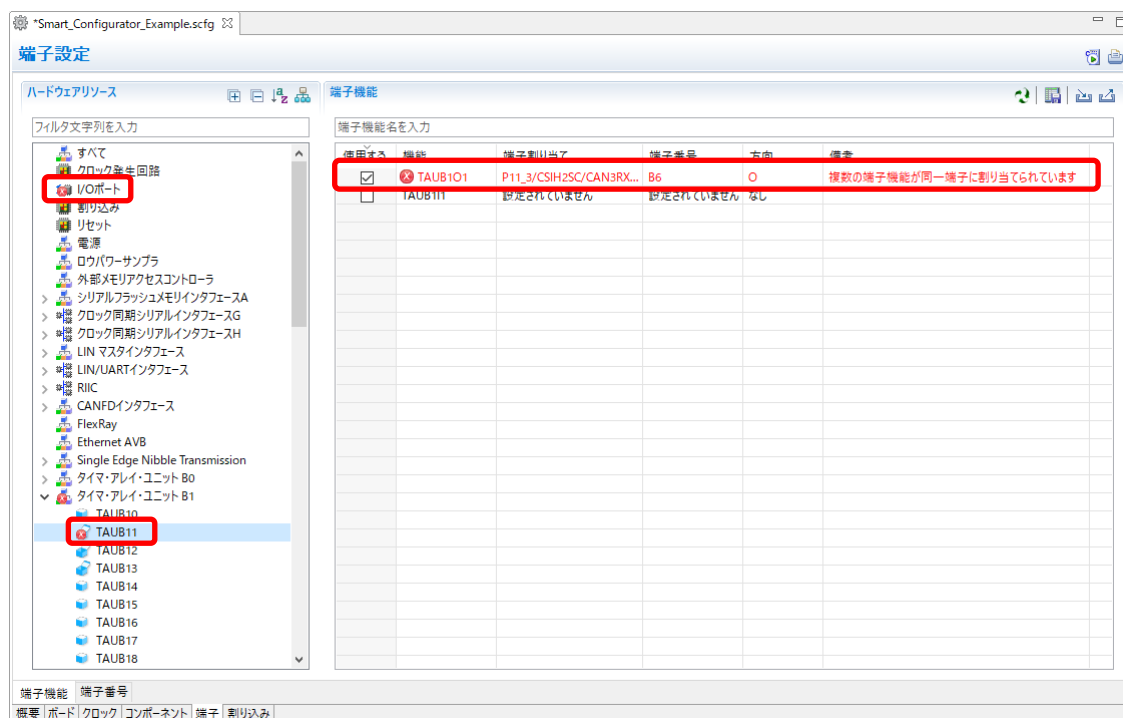 *Smart_Configurator_Example.scfg
端子設定
ハードウェアリソース
フィルタ文字列を入力
すべて
クロック発生回路
I/Oポート
割り込み
リセット
電源
ロウパワーサンプラ
外部メモリアクセスコントローラ
シリアルフラッシュメモリインタフェースA
クロック同期シリアルインタフェースG
クロック同期シリアルインタフェースH
LIN マスタインタフェース
LIN/UARTインタフェース
RIIC
CANFDインタフェース
FlexRay
Ethernet AVB
Single Edge Nibble Transmission
タイマ・アレイ・ユニット B0
タイマ・アレイ・ユニット B1
TAUB10
TAUB11
TAUB12
TAUB13
TAUB14
TAUB15
TAUB16
TAUB17
TAUB18
端子機能
端子機能名を入力
使用する 機能 端子割り当て 端子番号 方向 備考
TAUB1O1 P11_3/CSIH2SC/CAN3RX... B6 O 複数の端子機能が同一端子に割り当てられています
TAUB1I1 設定されていません 設定されていません なし
端子機能 端子番号
概要 ボード クロック コンポーネント 端子 割り込み